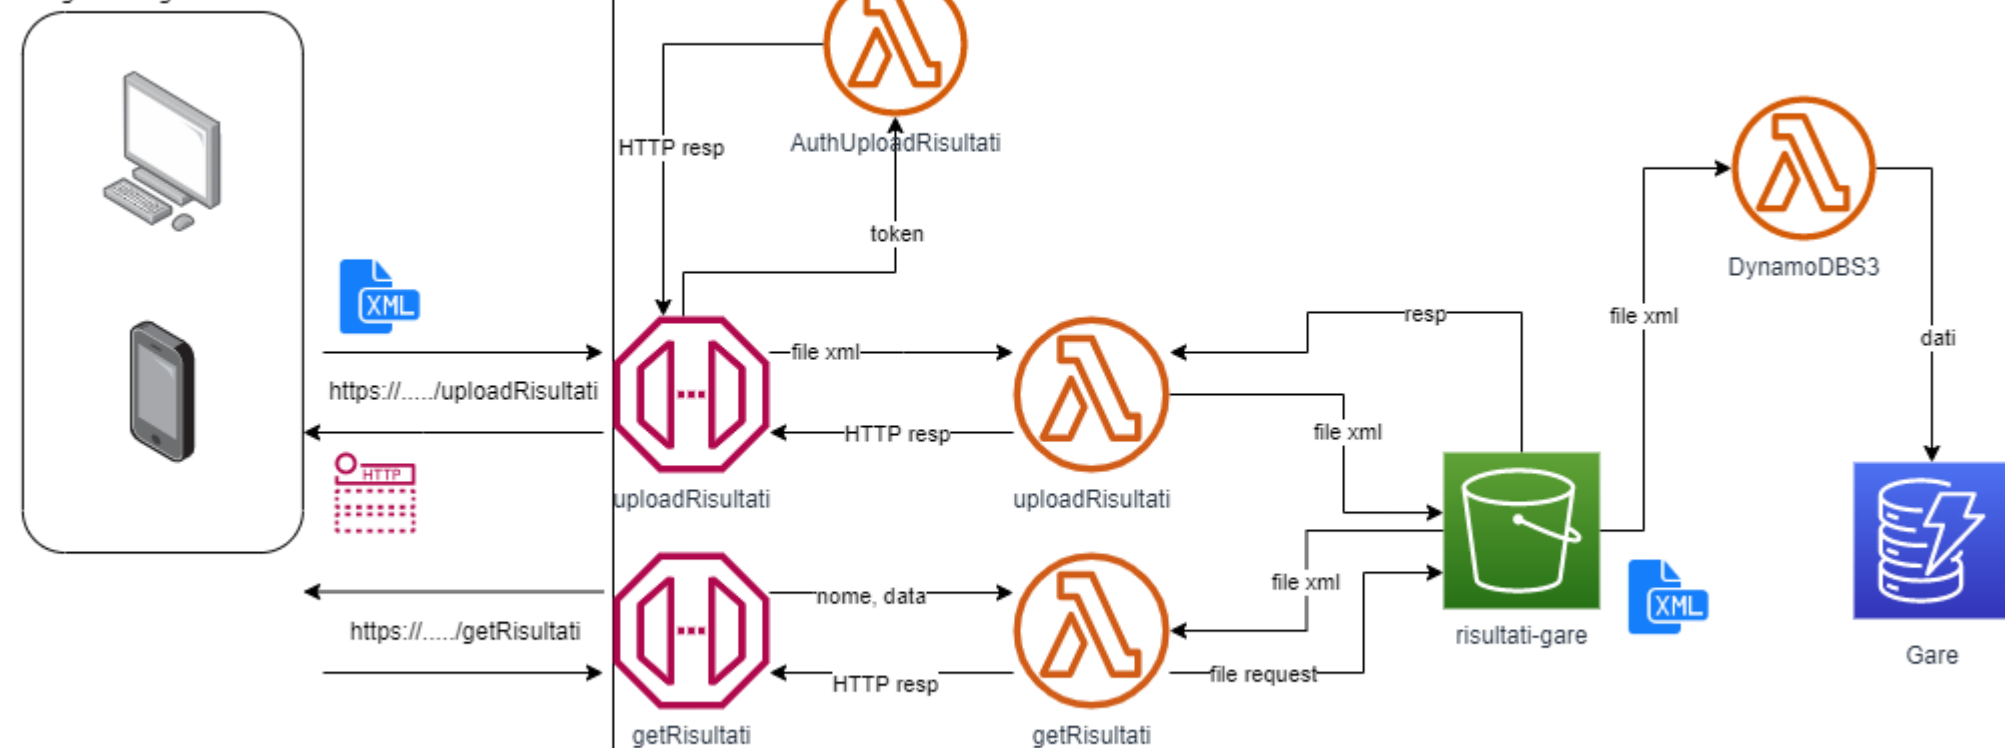 HTTP resp
AuthUploadRisultati
token
DynamoDBS3
XML
file xml
resp
file xml
dati
https://...../uploadRisultati
HTTP resp
file xml
HTTP
uploadRisultati
uploadRisultati
nome, data
file xml
XML
https://...../getRisultati
risultati-gare
Gare
HTTP resp
file request
getRisultati
getRisultati